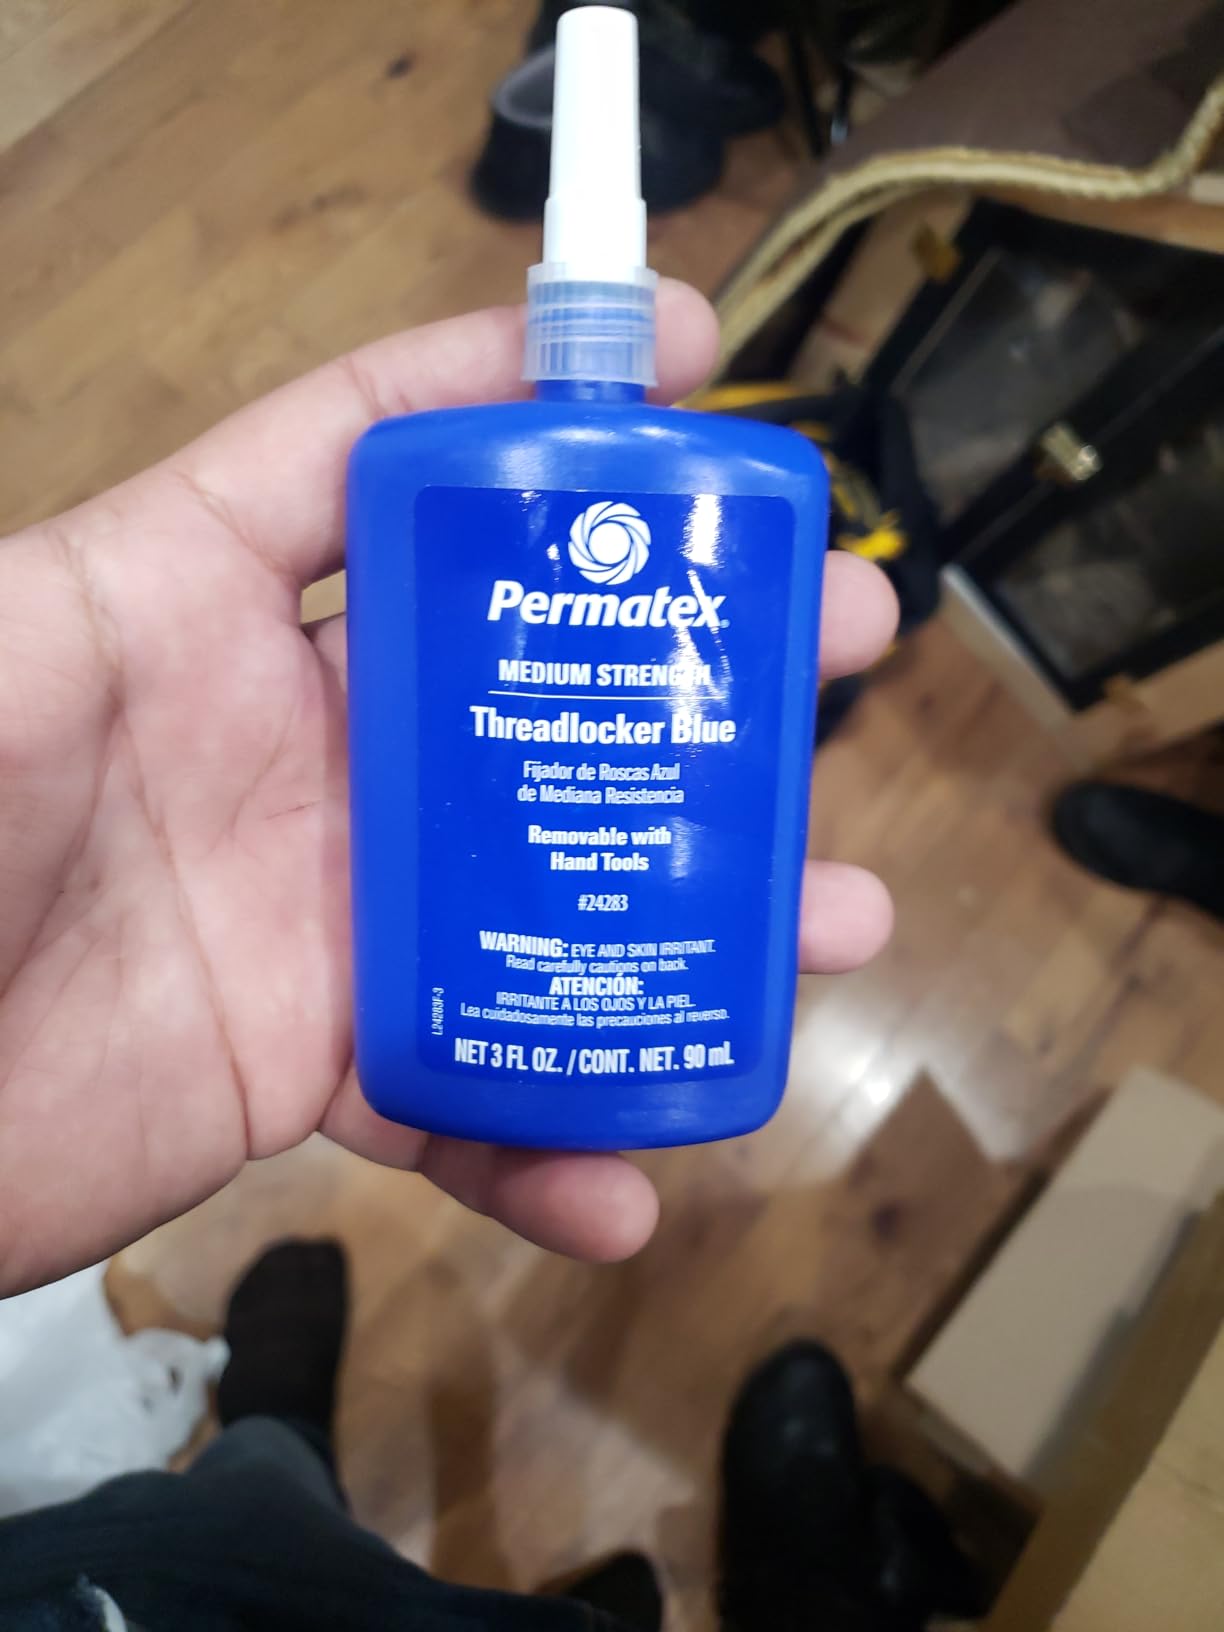 Permatex®
MEDIUM STRENGTH
Threadlocker Blue
Fijador de Roscas Azul
de Mediana Resistencia
Removable with
Hand Tools
#24283
WARNING: EYE AND SKIN IRRITANT.
Read carefully cautions on back.
ATENCIÓN:
IRRITANTE A LOS OJOS Y LA PIEL.
Lea cuidadosamente las precauciones al reverso.
L24283F-3
NET 3 FL OZ. / CONT. NET. 90 mL